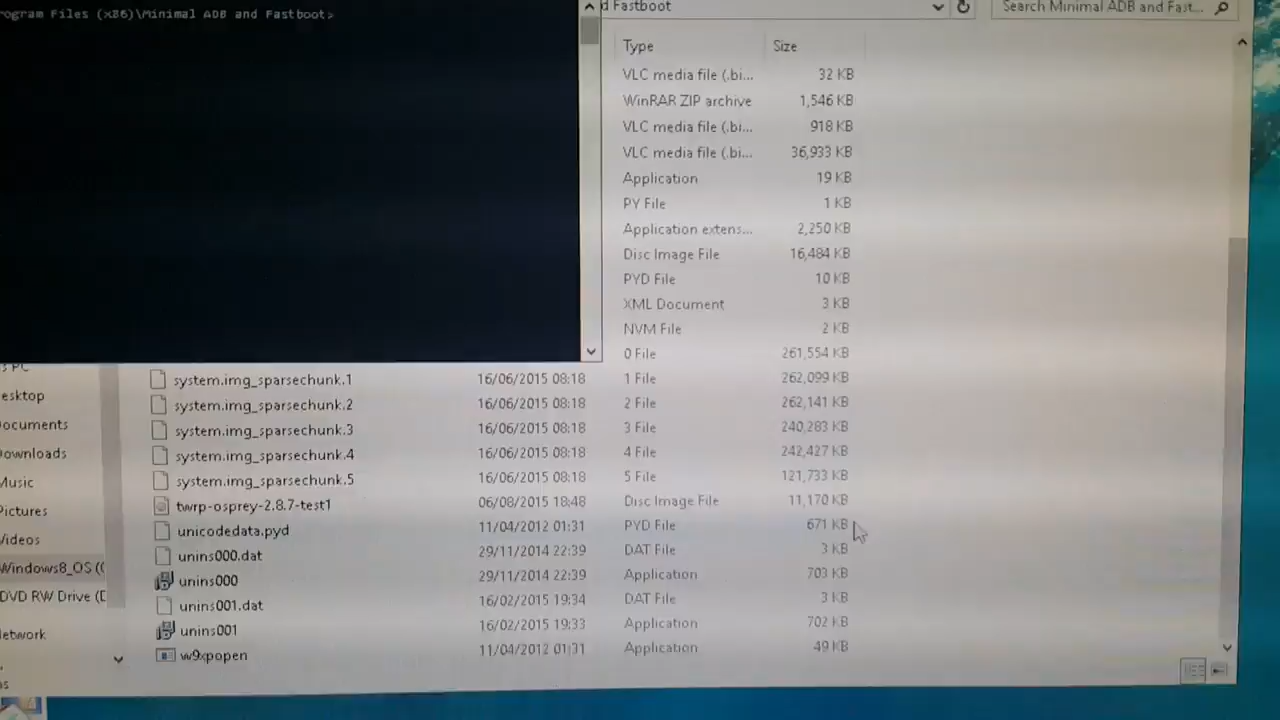 rogram Files (x86)\Minimal ADB and Fastboot>
d Fastboot
Search Minimal ADB and Fast...
Type Size
VLC media file (.bi... 32 KB
WinRAR ZIP archive 1,546 KB
VLC media file (.bi... 918 KB
VLC media file (.bi... 36,933 KB
Application 19 KB
PY File 1 KB
Application extens... 2,250 KB
Disc Image File 16,484 KB
PYD File 10 KB
XML Document 3 KB
NVM File 2 KB
0 File 261,554 KB
system.img_sparsechunk.1 16/06/2015 08:18 1 File 262,099 KB
system.img_sparsechunk.2 16/06/2015 08:18 2 File 262,141 KB
system.img_sparsechunk.3 16/06/2015 08:18 3 File 240,283 KB
system.img_sparsechunk.4 16/06/2015 08:18 4 File 242,427 KB
system.img_sparsechunk.5 16/06/2015 08:18 5 File 121,733 KB
twrp-osprey-2.8.7-test1 06/08/2015 18:48 Disc Image File 11,170 KB
unicodedata.pyd 11/04/2012 01:31 PYD File 671 KB
unins000.dat 29/11/2014 22:39 DAT File 3 KB
unins000 29/11/2014 22:39 Application 703 KB
unins001.dat 16/02/2015 19:34 DAT File 3 KB
unins001 16/02/2015 19:33 Application 702 KB
w9xpopen 11/04/2012 01:31 Application 49 KB
s PC
esktop
ocuments
ownloads
Music
Pictures
Videos
Windows8_OS ((
DVD RW Drive (D
etwork